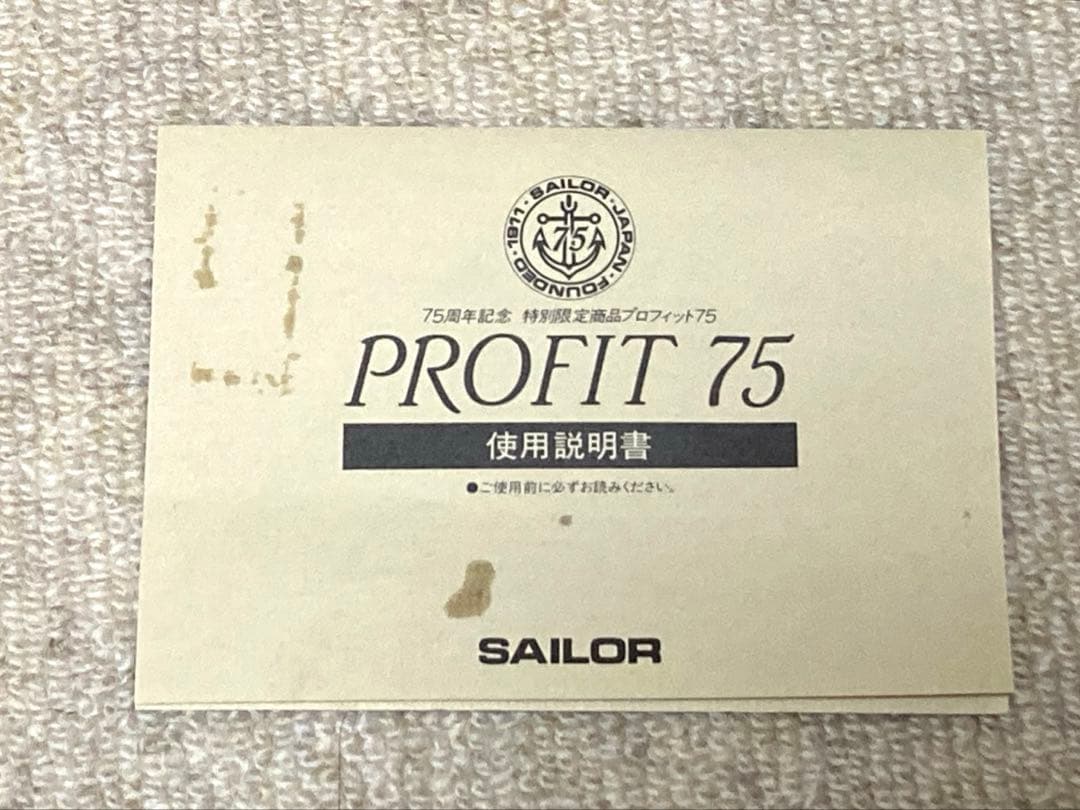 SAILOR・JAPAN・FOUNDED・1911・
75
75周年記念 特別限定商品プロフィット75
PROFIT 75
使用説明書
●ご使用前に必ずお読みください。
SAILOR